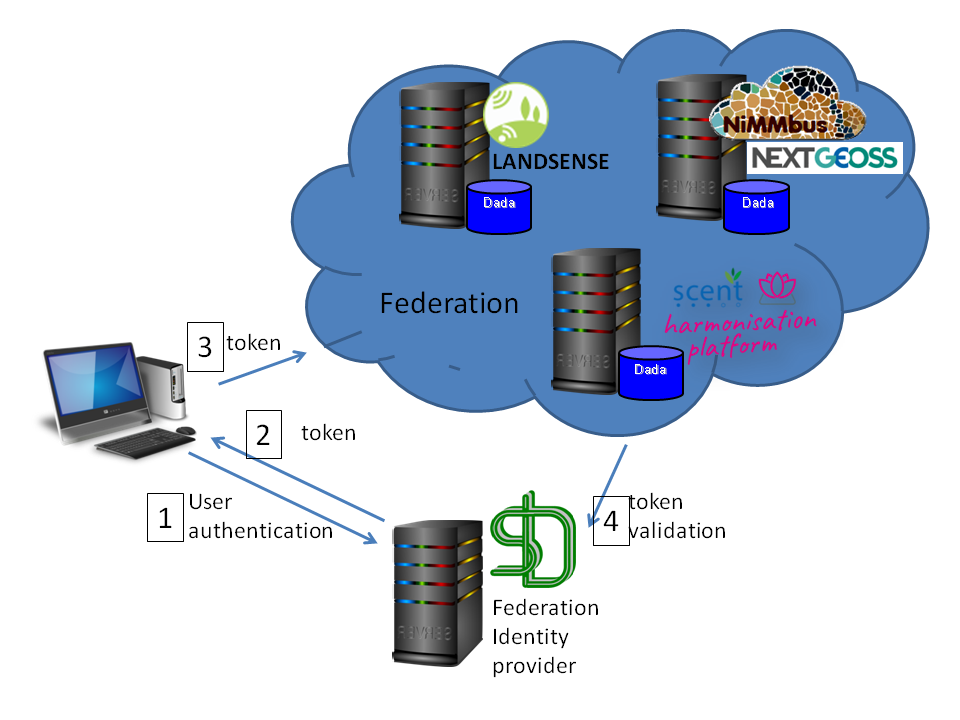 LANDSENSE
NiMMbus
NEXTGEOSS
Dada
Dada
Federation
scent
harmonisation
platform
Dada
3 token
2 token
1 User
authentication
4 token
validation
Federation
Identity
provider
SD